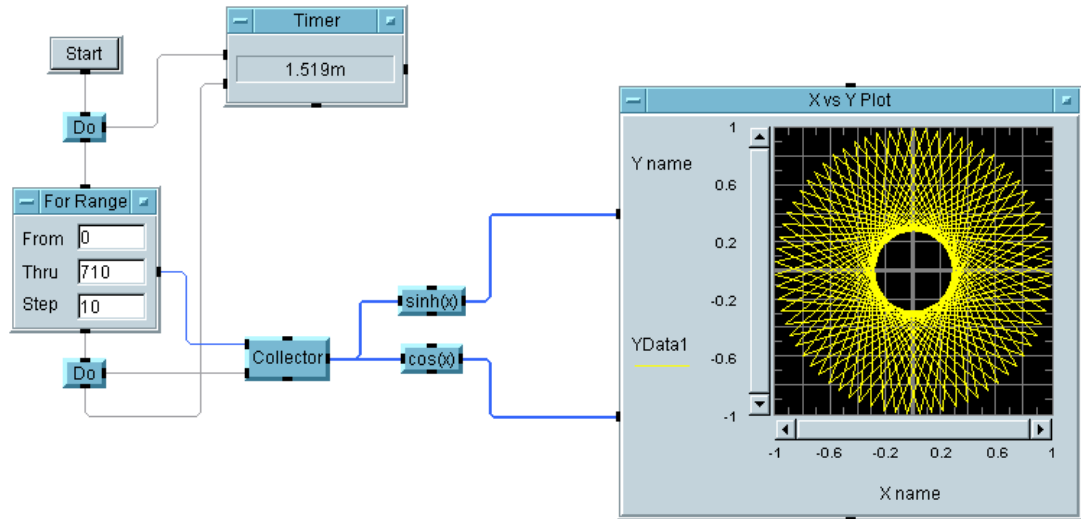 Timer
Start
1.519m
X vs Y Plot
Do
1
Y name
0.6
For Range
From 0
0.2
Thru 710
Step 10
sinh(x)
-0.2
YData1
Collector
cos(x)
-0.6
Do
-1
-1 -0.6 -0.2 0.2 0.6 1
X name